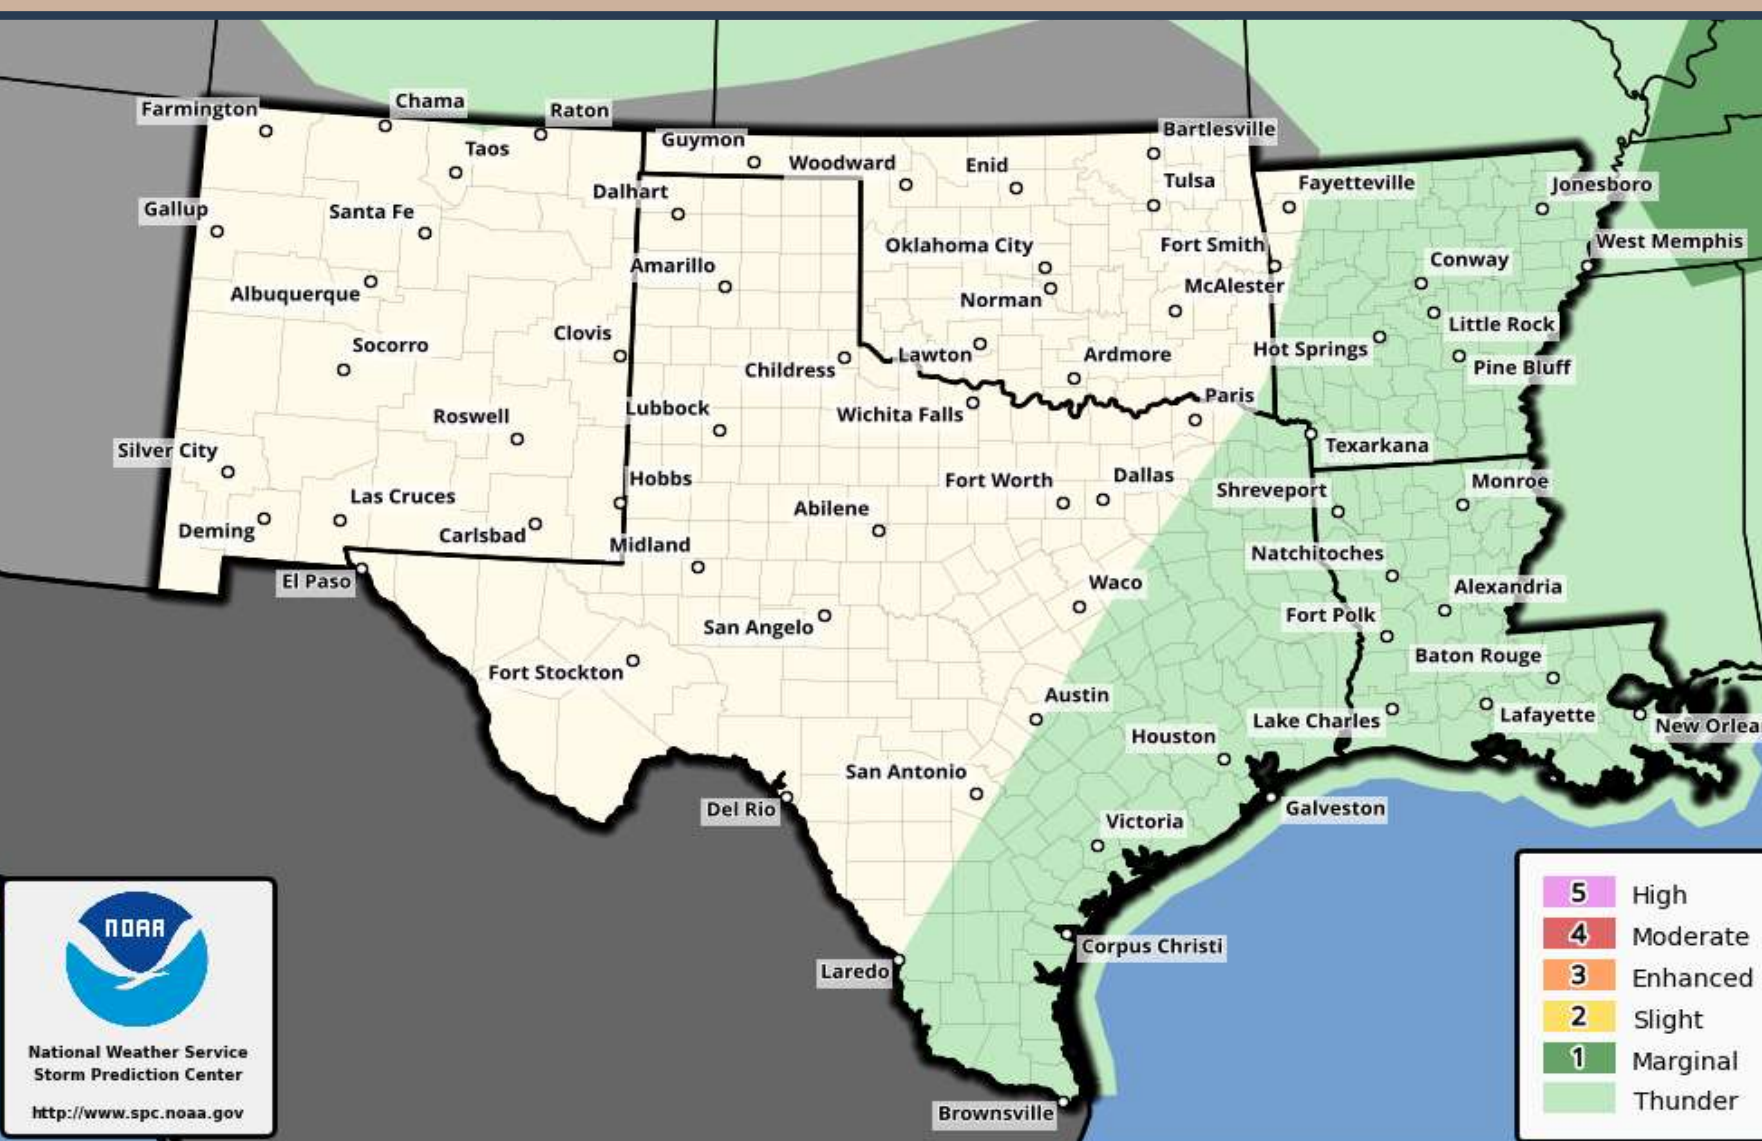 Farmington
Chama
Raton
Taos
Guymon
Woodward
Enid
Bartlesville
Tulsa
Dalhart
Fayetteville
Jonesboro
Gallup
Santa Fe
Oklahoma City
Fort Smith
West Memphis
Amarillo
Conway
Albuquerque
Norman
McAlester
Little Rock
Socorro
Clovis
Childress
Lawton
Ardmore
Hot Springs
Pine Bluff
Roswell
Lubbock
Wichita Falls
Paris
Silver City
Texarkana
Las Cruces
Hobbs
Fort Worth
Dallas
Shreveport
Monroe
Deming
Carlsbad
Abilene
Midland
Natchitoches
El Paso
Waco
Alexandria
San Angelo
Fort Polk
Fort Stockton
Baton Rouge
Austin
Lake Charles
Lafayette
New Orlea
Houston
San Antonio
Del Rio
Galveston
Victoria
Corpus Christi
Laredo
Brownsville
NOAA
National Weather Service
Storm Prediction Center
http://www.spc.noaa.gov
5 High
4 Moderate
3 Enhanced
2 Slight
1 Marginal
Thunder